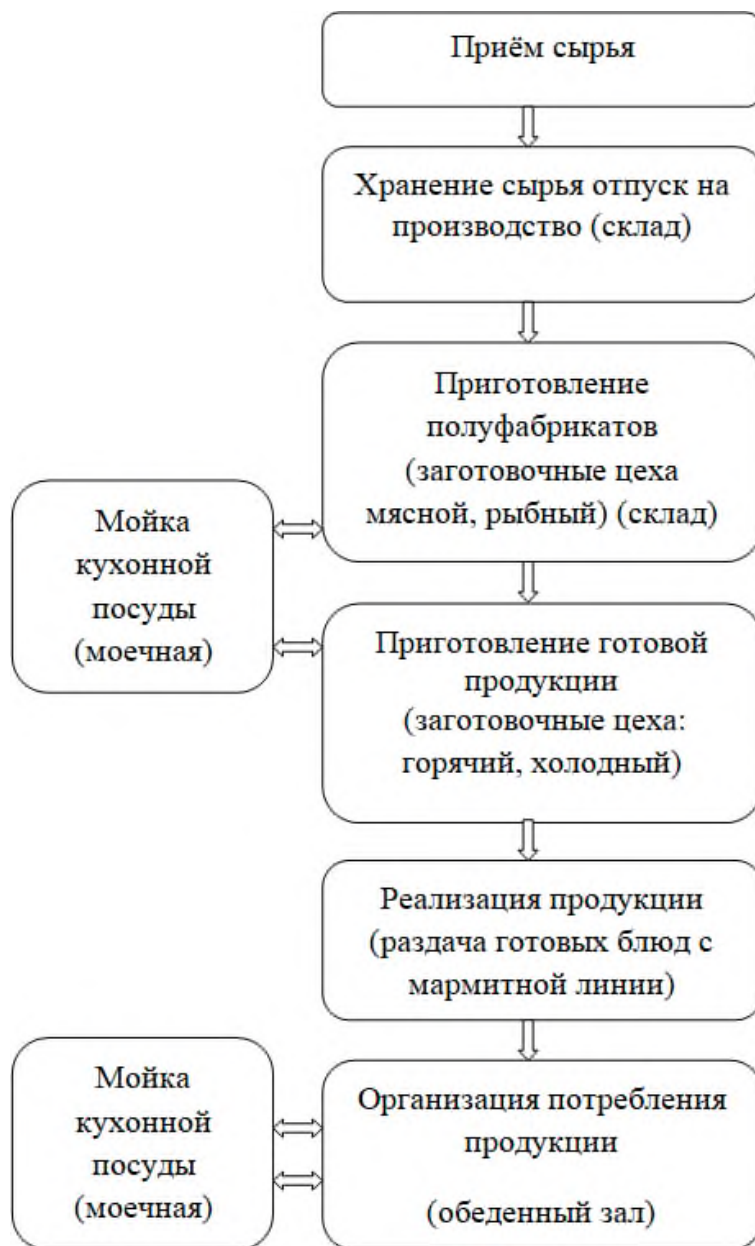 Приём сырья
Хранение сырья отпуск на
производство (склад)
Приготовление
полуфабрикатов
(заготовочные цеха
мясной, рыбный) (склад)
Мойка
кухонной
посуды
(моечная)
Приготовление готовой
продукции
(заготовочные цеха:
горячий, холодный)
Реализация продукции
(раздача готовых блюд с
мармитной линии)
Мойка
кухонной
посуды
(моечная)
Организация потребления
продукции
(обеденный зал)